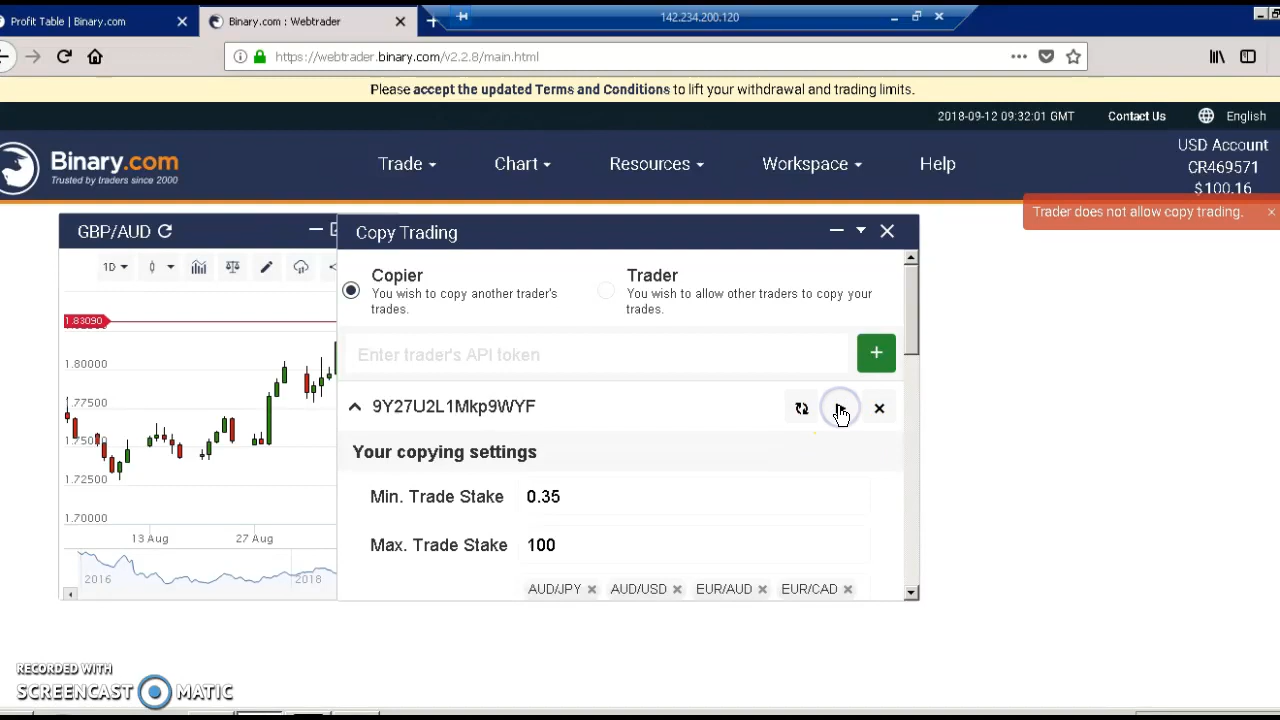 Profit Table | Binary.com
Binary.com : Webtrader
142.234.200.120
https://webtrader.binary.com/v2.2.8/main.html
Please accept the updated Terms and Conditions to lift your withdrawal and trading limits.
2018-09-12 09:32:01 GMT
Contact Us
English
Binary.com
Trusted by traders since 2000
Trade
Chart
Resources
Workspace
Help
USD Account
CR469571
$100.16
Trader does not allow copy trading.
GBP/AUD
1D
1.83090
1.80000
1.77500
1.75000
1.72500
1.70000
13 Aug
27 Aug
2016
2018
Copy Trading
Copier
You wish to copy another trader's
trades.
Trader
You wish to allow other traders to copy your
trades.
Enter trader's API token
9Y27U2L1Mkp9WYF
Your copying settings
Min. Trade Stake
0.35
Max. Trade Stake
100
AUD/JPY
AUD/USD
EUR/AUD
EUR/CAD
RECORDED WITH
SCREENCAST MATIC